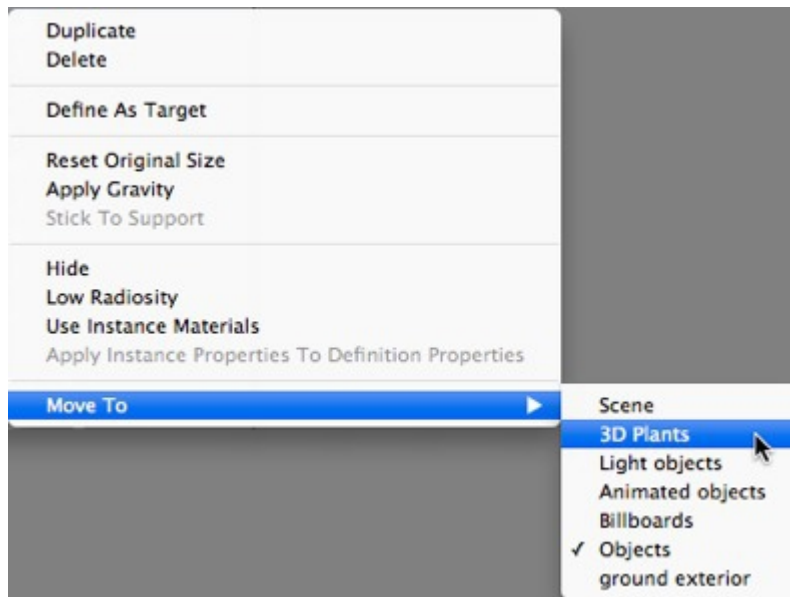 Duplicate
Delete
Define As Target
Reset Original Size
Apply Gravity
Stick To Support
Hide
Low Radiosity
Use Instance Materials
Apply Instance Properties To Definition Properties
Move To
Scene
3D Plants
Light objects
Animated objects
Billboards
✓ Objects
ground exterior